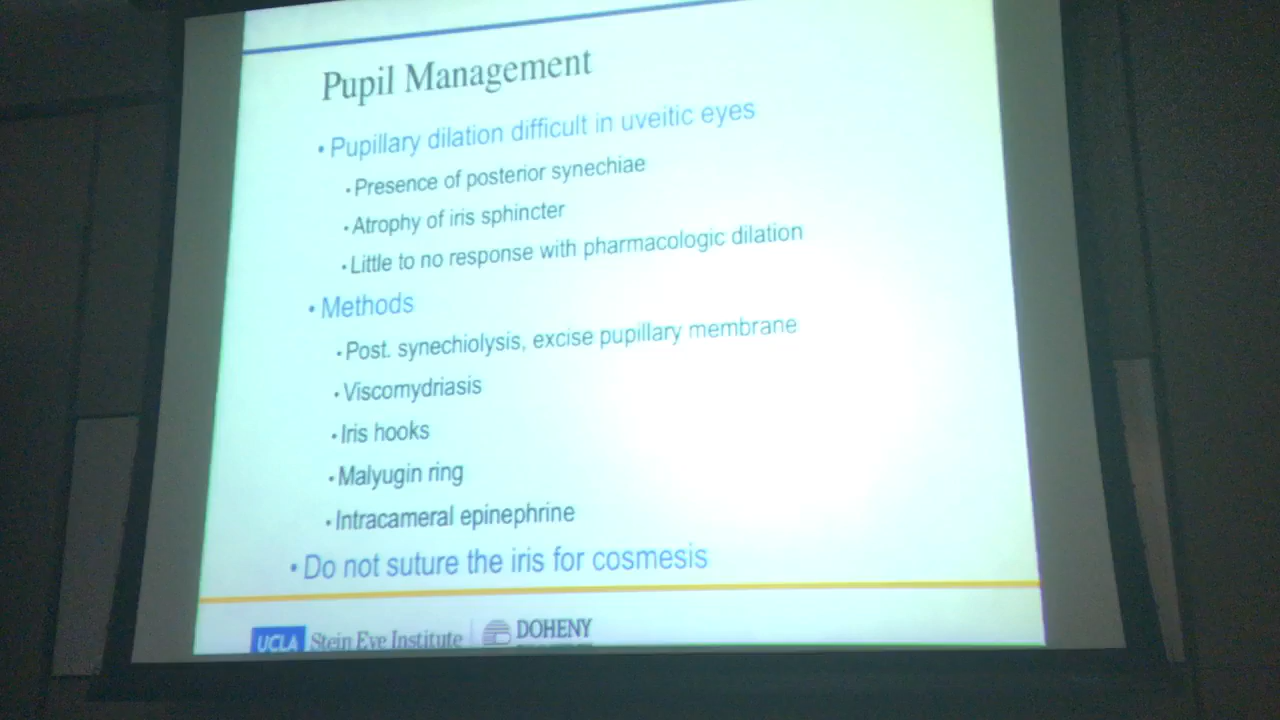 Pupil Management
• Pupillary dilation difficult in uveitic eyes
• Presence of posterior synechiae
• Atrophy of iris sphincter
• Little to no response with pharmacologic dilation
• Methods
• Post. synechiolysis, excise pupillary membrane
• Viscomydriasis
• Iris hooks
• Malyugin ring
• Intracameral epinephrine
• Do not suture the iris for cosmesis
UCLA Stein Eye Institute DOHENY